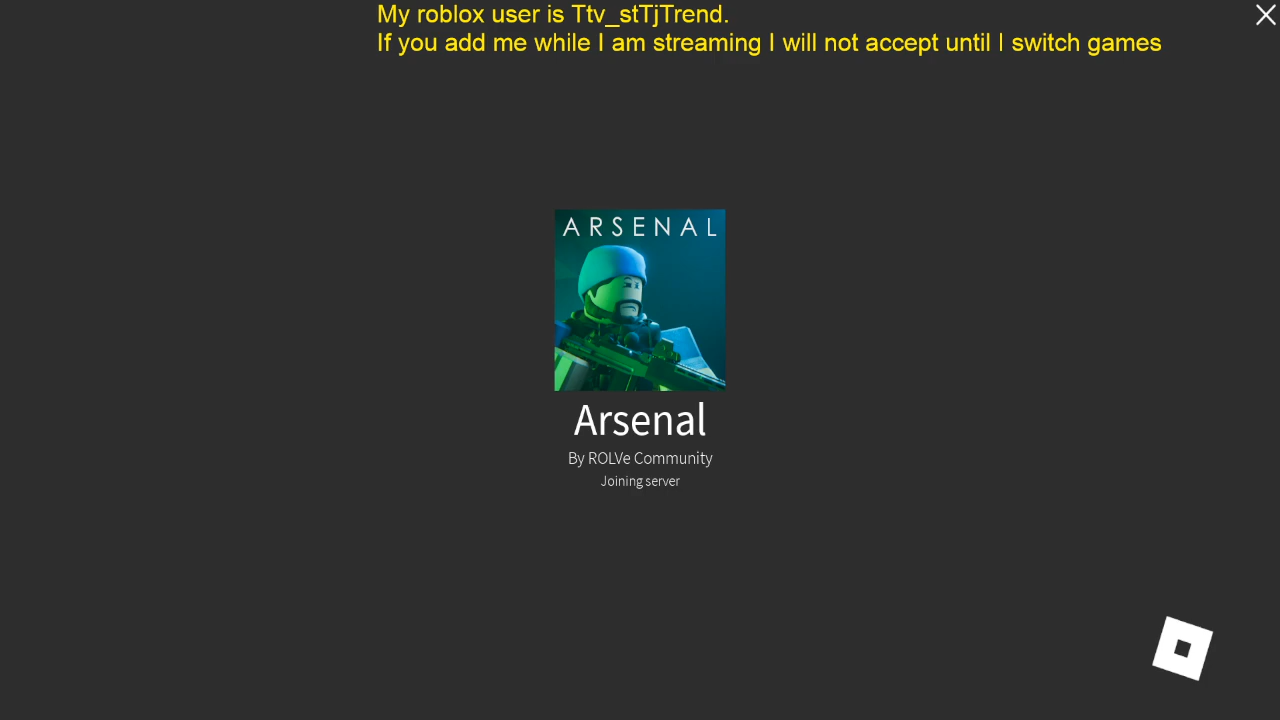 My roblox user is Ttv_stTjTrend.
If you add me while I am streaming I will not accept until I switch games
ARSENAL
Arsenal
By ROLVe Community
Joining server